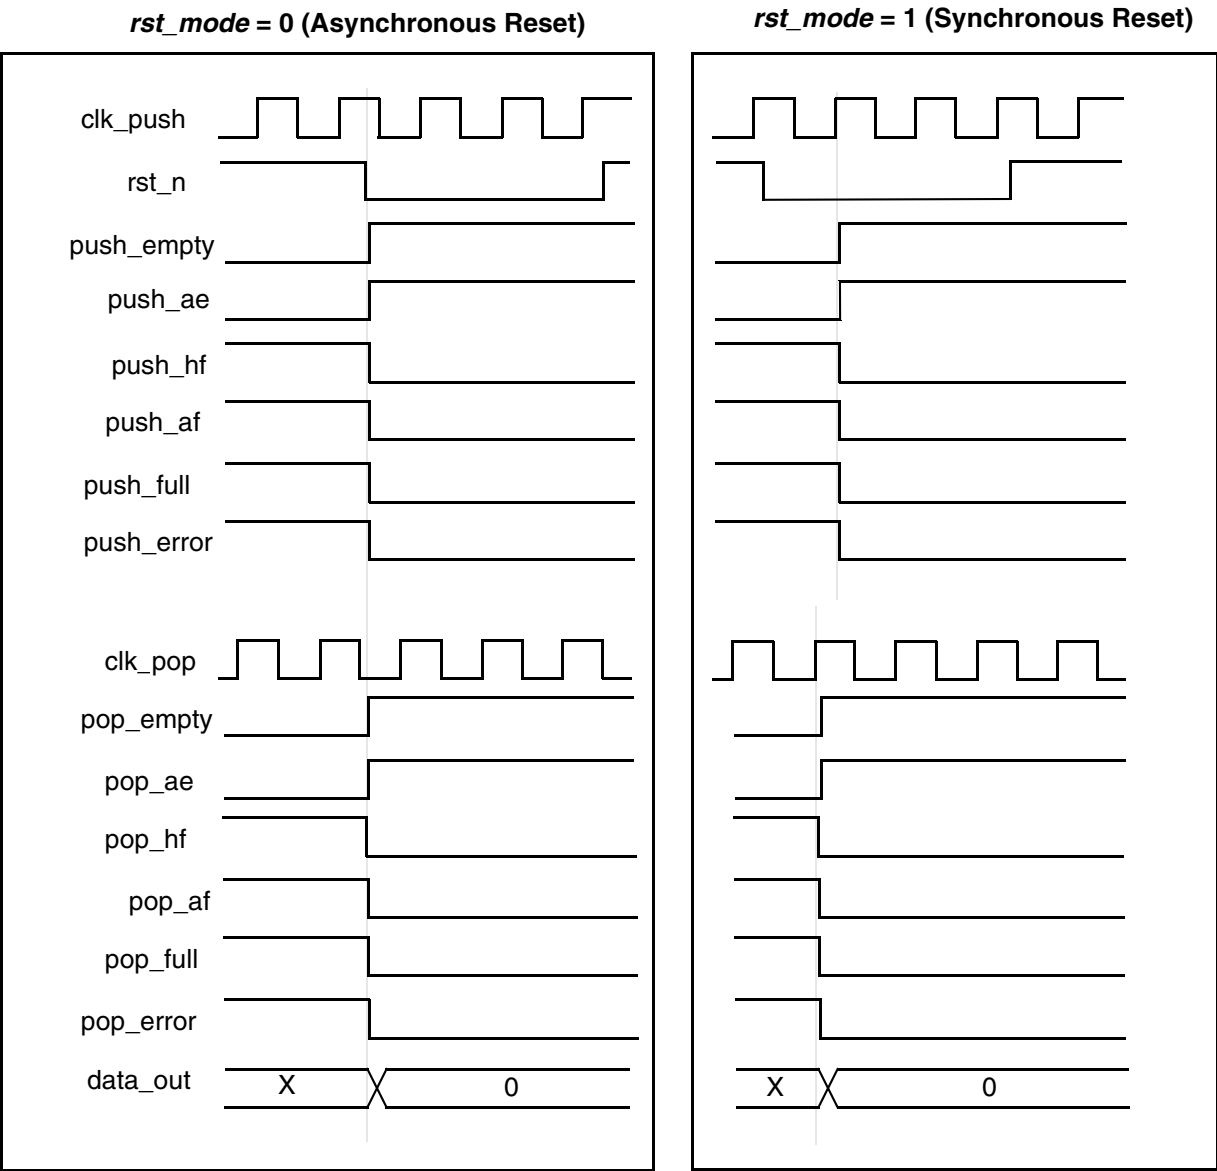 rst_mode = 0 (Asynchronous Reset)
rst_mode = 1 (Synchronous Reset)
clk_push
rst_n
push_empty
push_ae
push_hf
push_af
push_full
push_error
clk_pop
pop_empty
pop_ae
pop_hf
pop_af
pop_full
pop_error
data_out X 0 X 0